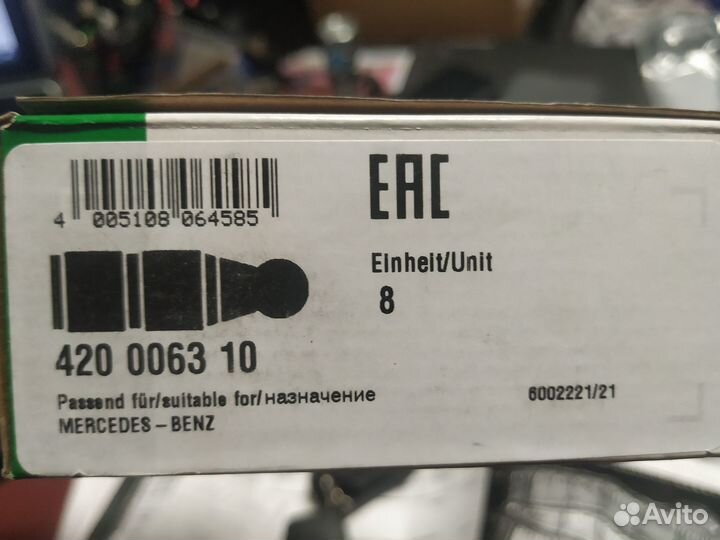 EAC
4 005108 064585
Einheit/Unit
8
420 0063 10
Passend für/suitable for/назначение
MERCEDES – BENZ
6002221/21
Avito